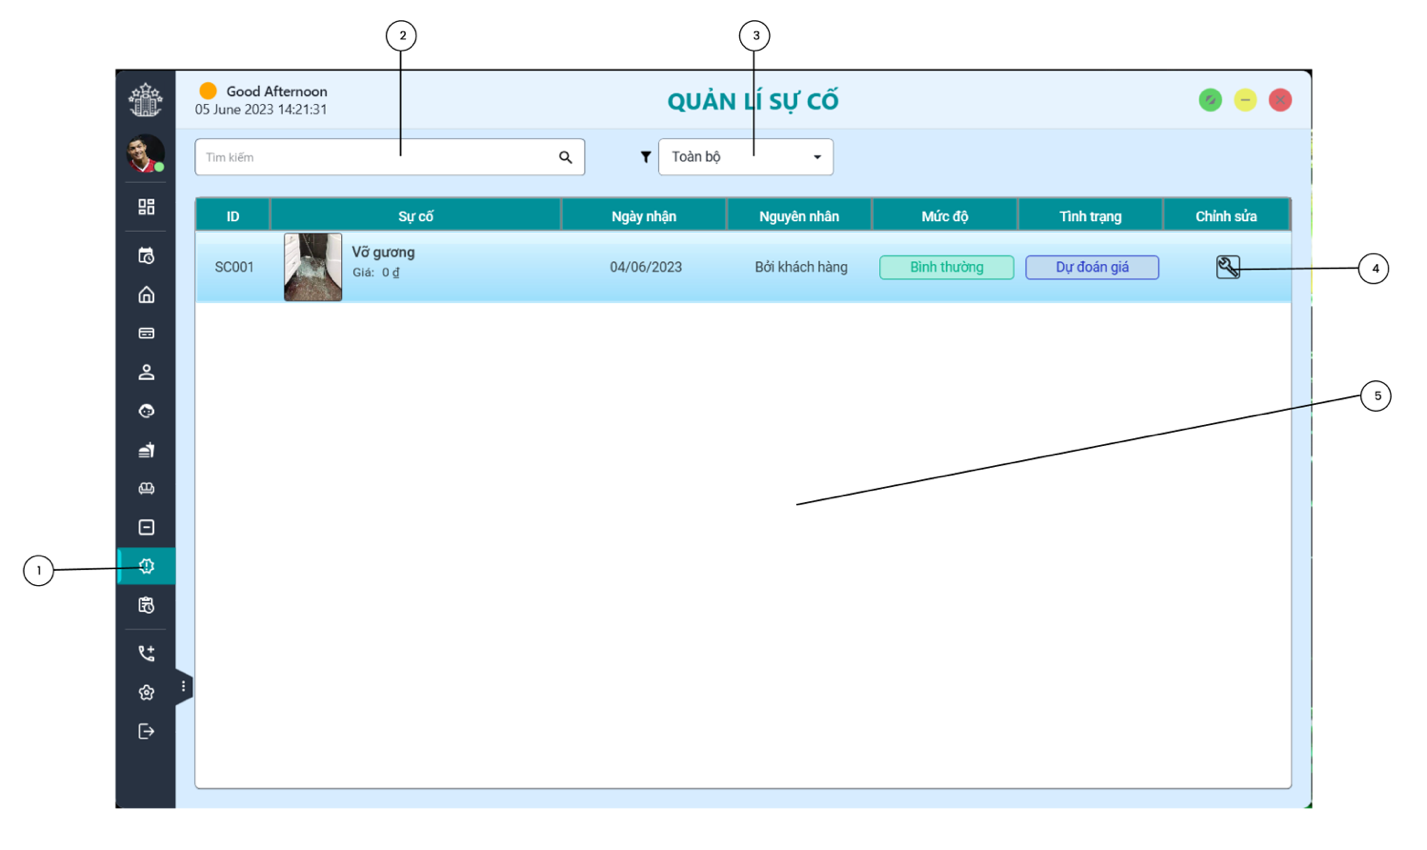 2
3
Good Afternoon
05 June 2023 14:21:31
QUẢN LÍ SỰ CỐ
Tìm kiếm
Toàn bộ
ID
Sự cố
Ngày nhận
Nguyên nhân
Mức độ
Tình trạng
Chỉnh sửa
SC001
Vỡ gương
Giá: 0 ₫
04/06/2023
Bởi khách hàng
Bình thường
Dự đoán giá
4
5
1